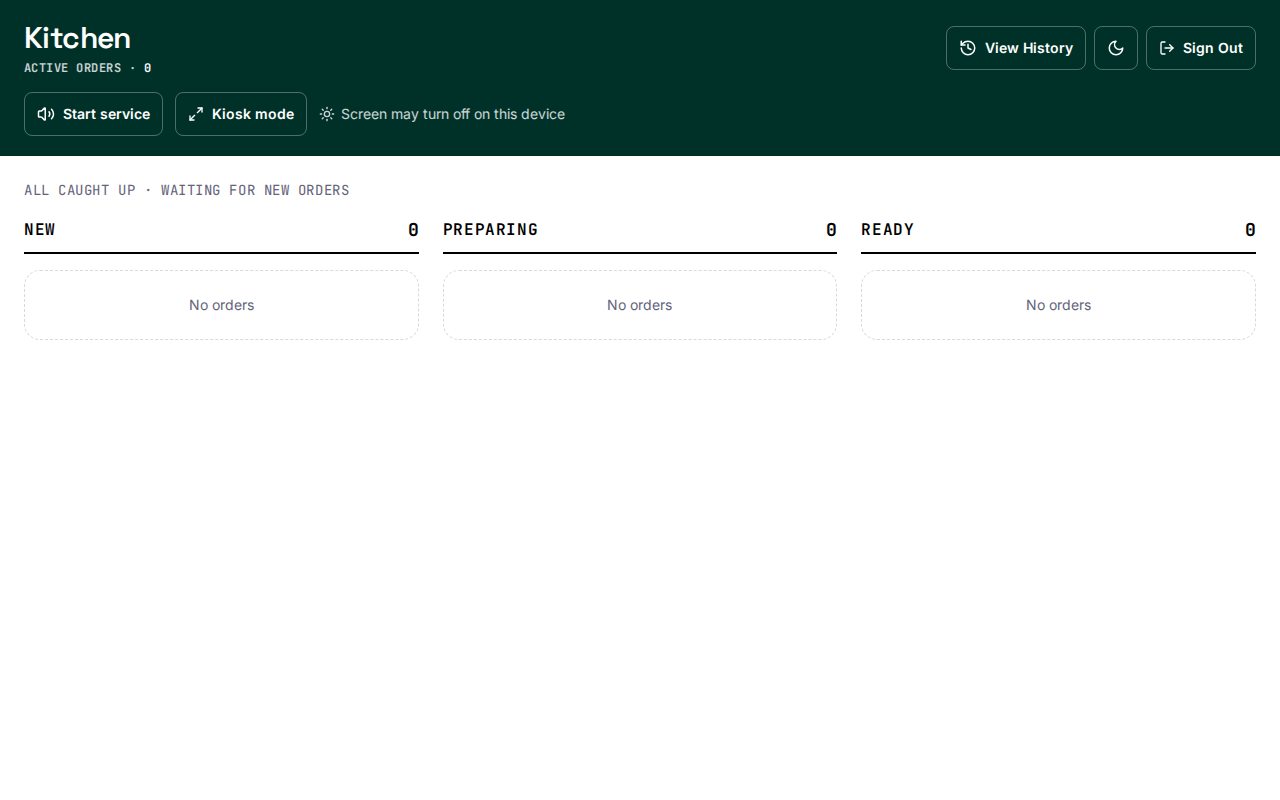 Kitchen
ACTIVE ORDERS · 0
View History
Sign Out
Start service
Kiosk mode
Screen may turn off on this device
ALL CAUGHT UP · WAITING FOR NEW ORDERS
NEW 0
PREPARING 0
READY 0
No orders
No orders
No orders